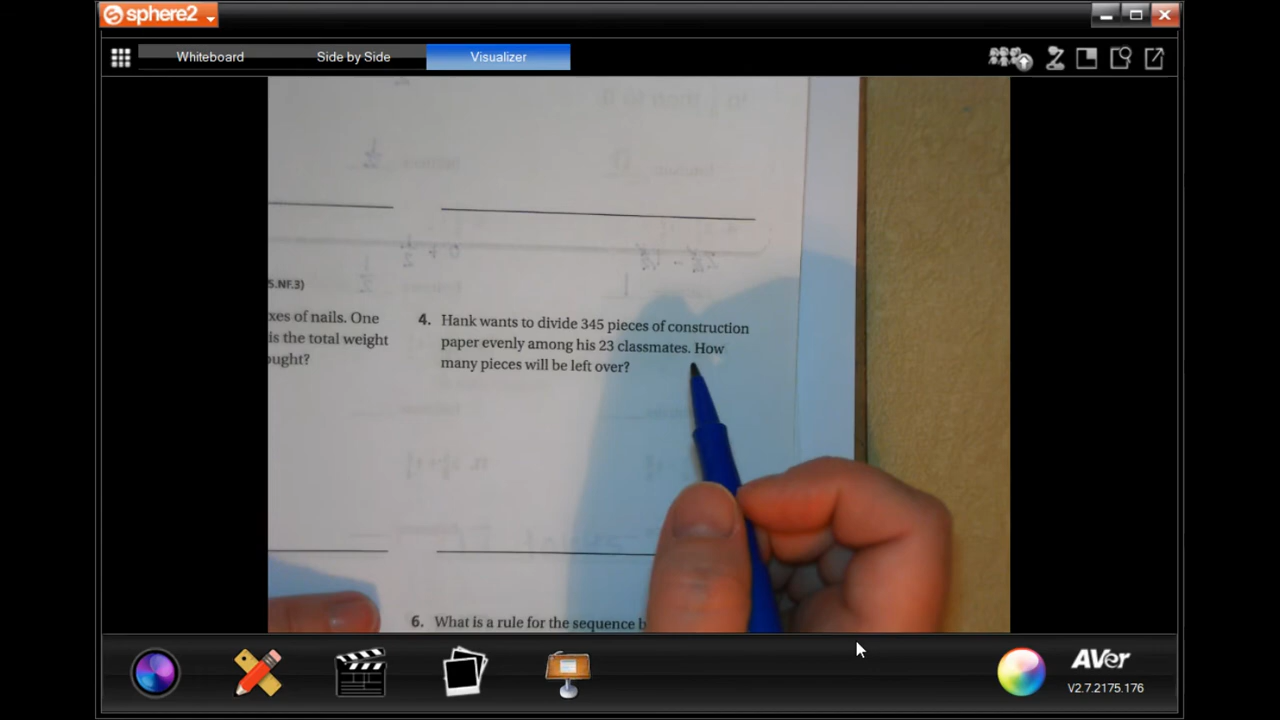 sphere2
Whiteboard Side by Side Visualizer
5.NF.3)
xes of nails. One
is the total weight
ought?
4. Hank wants to divide 345 pieces of construction
paper evenly among his 23 classmates. How
many pieces will be left over?
6. What is a rule for the sequence b
AVer
V2.7.2175.176